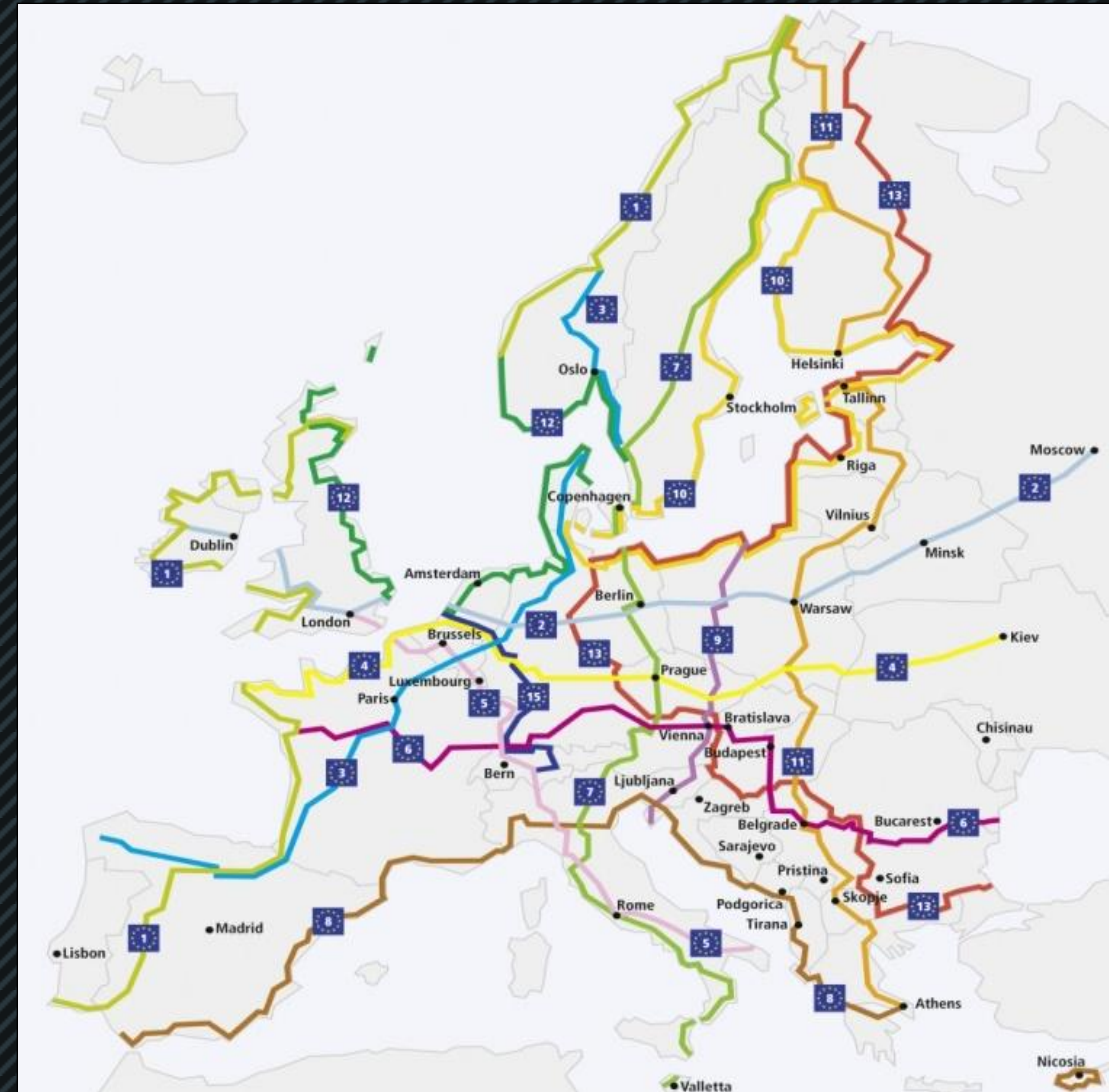 11
13
1
10
3
Helsinki
Oslo
7
Tallinn
Stockholm
12
Riga
Moscow
2
10
12
Copenhagen
Vilnius
Dublin
Minsk
1
Amsterdam
Berlin
Warsaw
London
2
Brussels
Kiev
13
9
4
4
Prague
Luxembourg
15
Paris
5
Bratislava
Vienna
Chisinau
6
Budapest
11
Bern
3
Ljubljana
7
Zagreb
Bucarest
6
Belgrade
Sarajevo
Pristina
Sofia
Skopje
Podgorica
13
Rome
8
Madrid
Tirana
1
5
Lisbon
8
Athens
Nicosia
Valletta